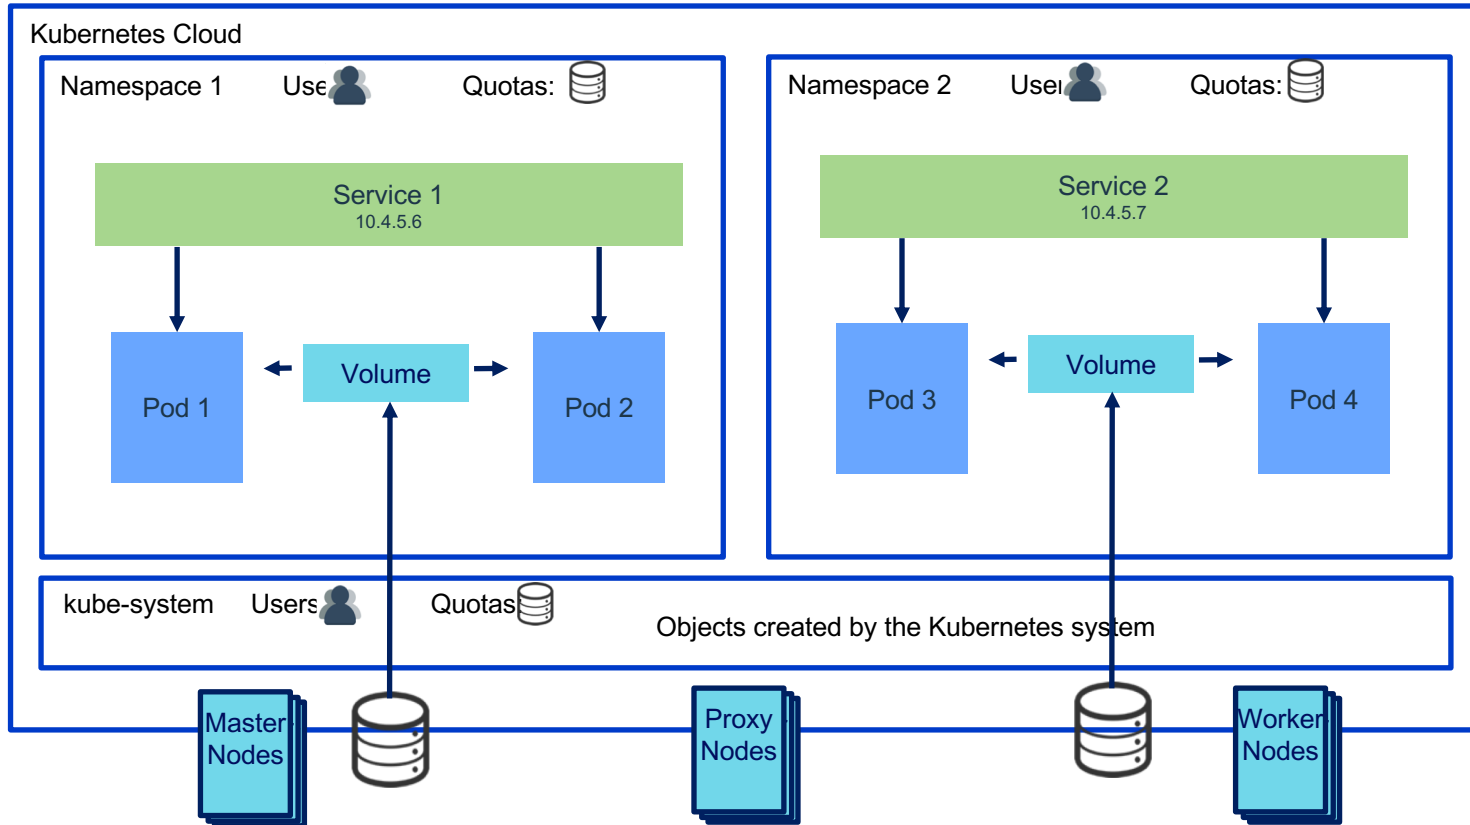 Kubernetes Cloud
Namespace 1
Quotas:
Namespace 2
Quotas:
Service 1
10.4.5.6
Service 2
10.4.5.7
Pod 1
Volume
Pod 2
Pod 3
Volume
Pod 4
kube-system
Users
Quotas
Objects created by the Kubernetes system
Master
Nodes
Proxy
Nodes
Worker
Nodes